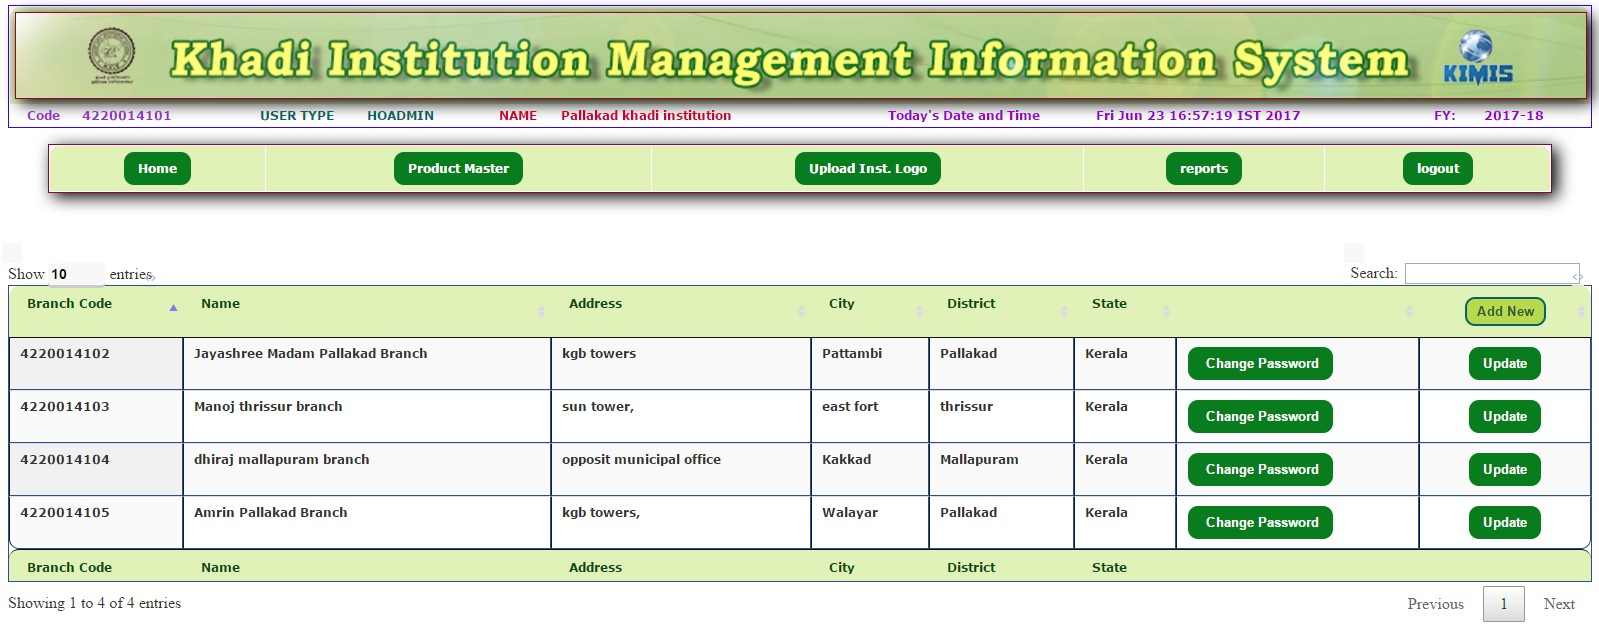 Khadi Institution Management Information System
KIMIS
Code 4220014101 USER TYPE HOADMIN NAME Pallakad khadi institution Today's Date and Time Fri Jun 23 16:57:19 IST 2017 FY: 2017-18
Home Product Master Upload Inst. Logo reports logout
Show 10 entries Search:
Branch Code Name Address City District State Add New
4220014102 Jayashree Madam Pallakad Branch kgb towers Pattambi Pallakad Kerala Change Password Update
4220014103 Manoj thrissur branch sun tower, east fort thrissur Kerala Change Password Update
4220014104 dhiraj mallapuram branch opposit municipal office Kakkad Mallapuram Kerala Change Password Update
4220014105 Amrin Pallakad Branch kgb towers, Walayar Pallakad Kerala Change Password Update
Branch Code Name Address City District State
Showing 1 to 4 of 4 entries Previous 1 Next